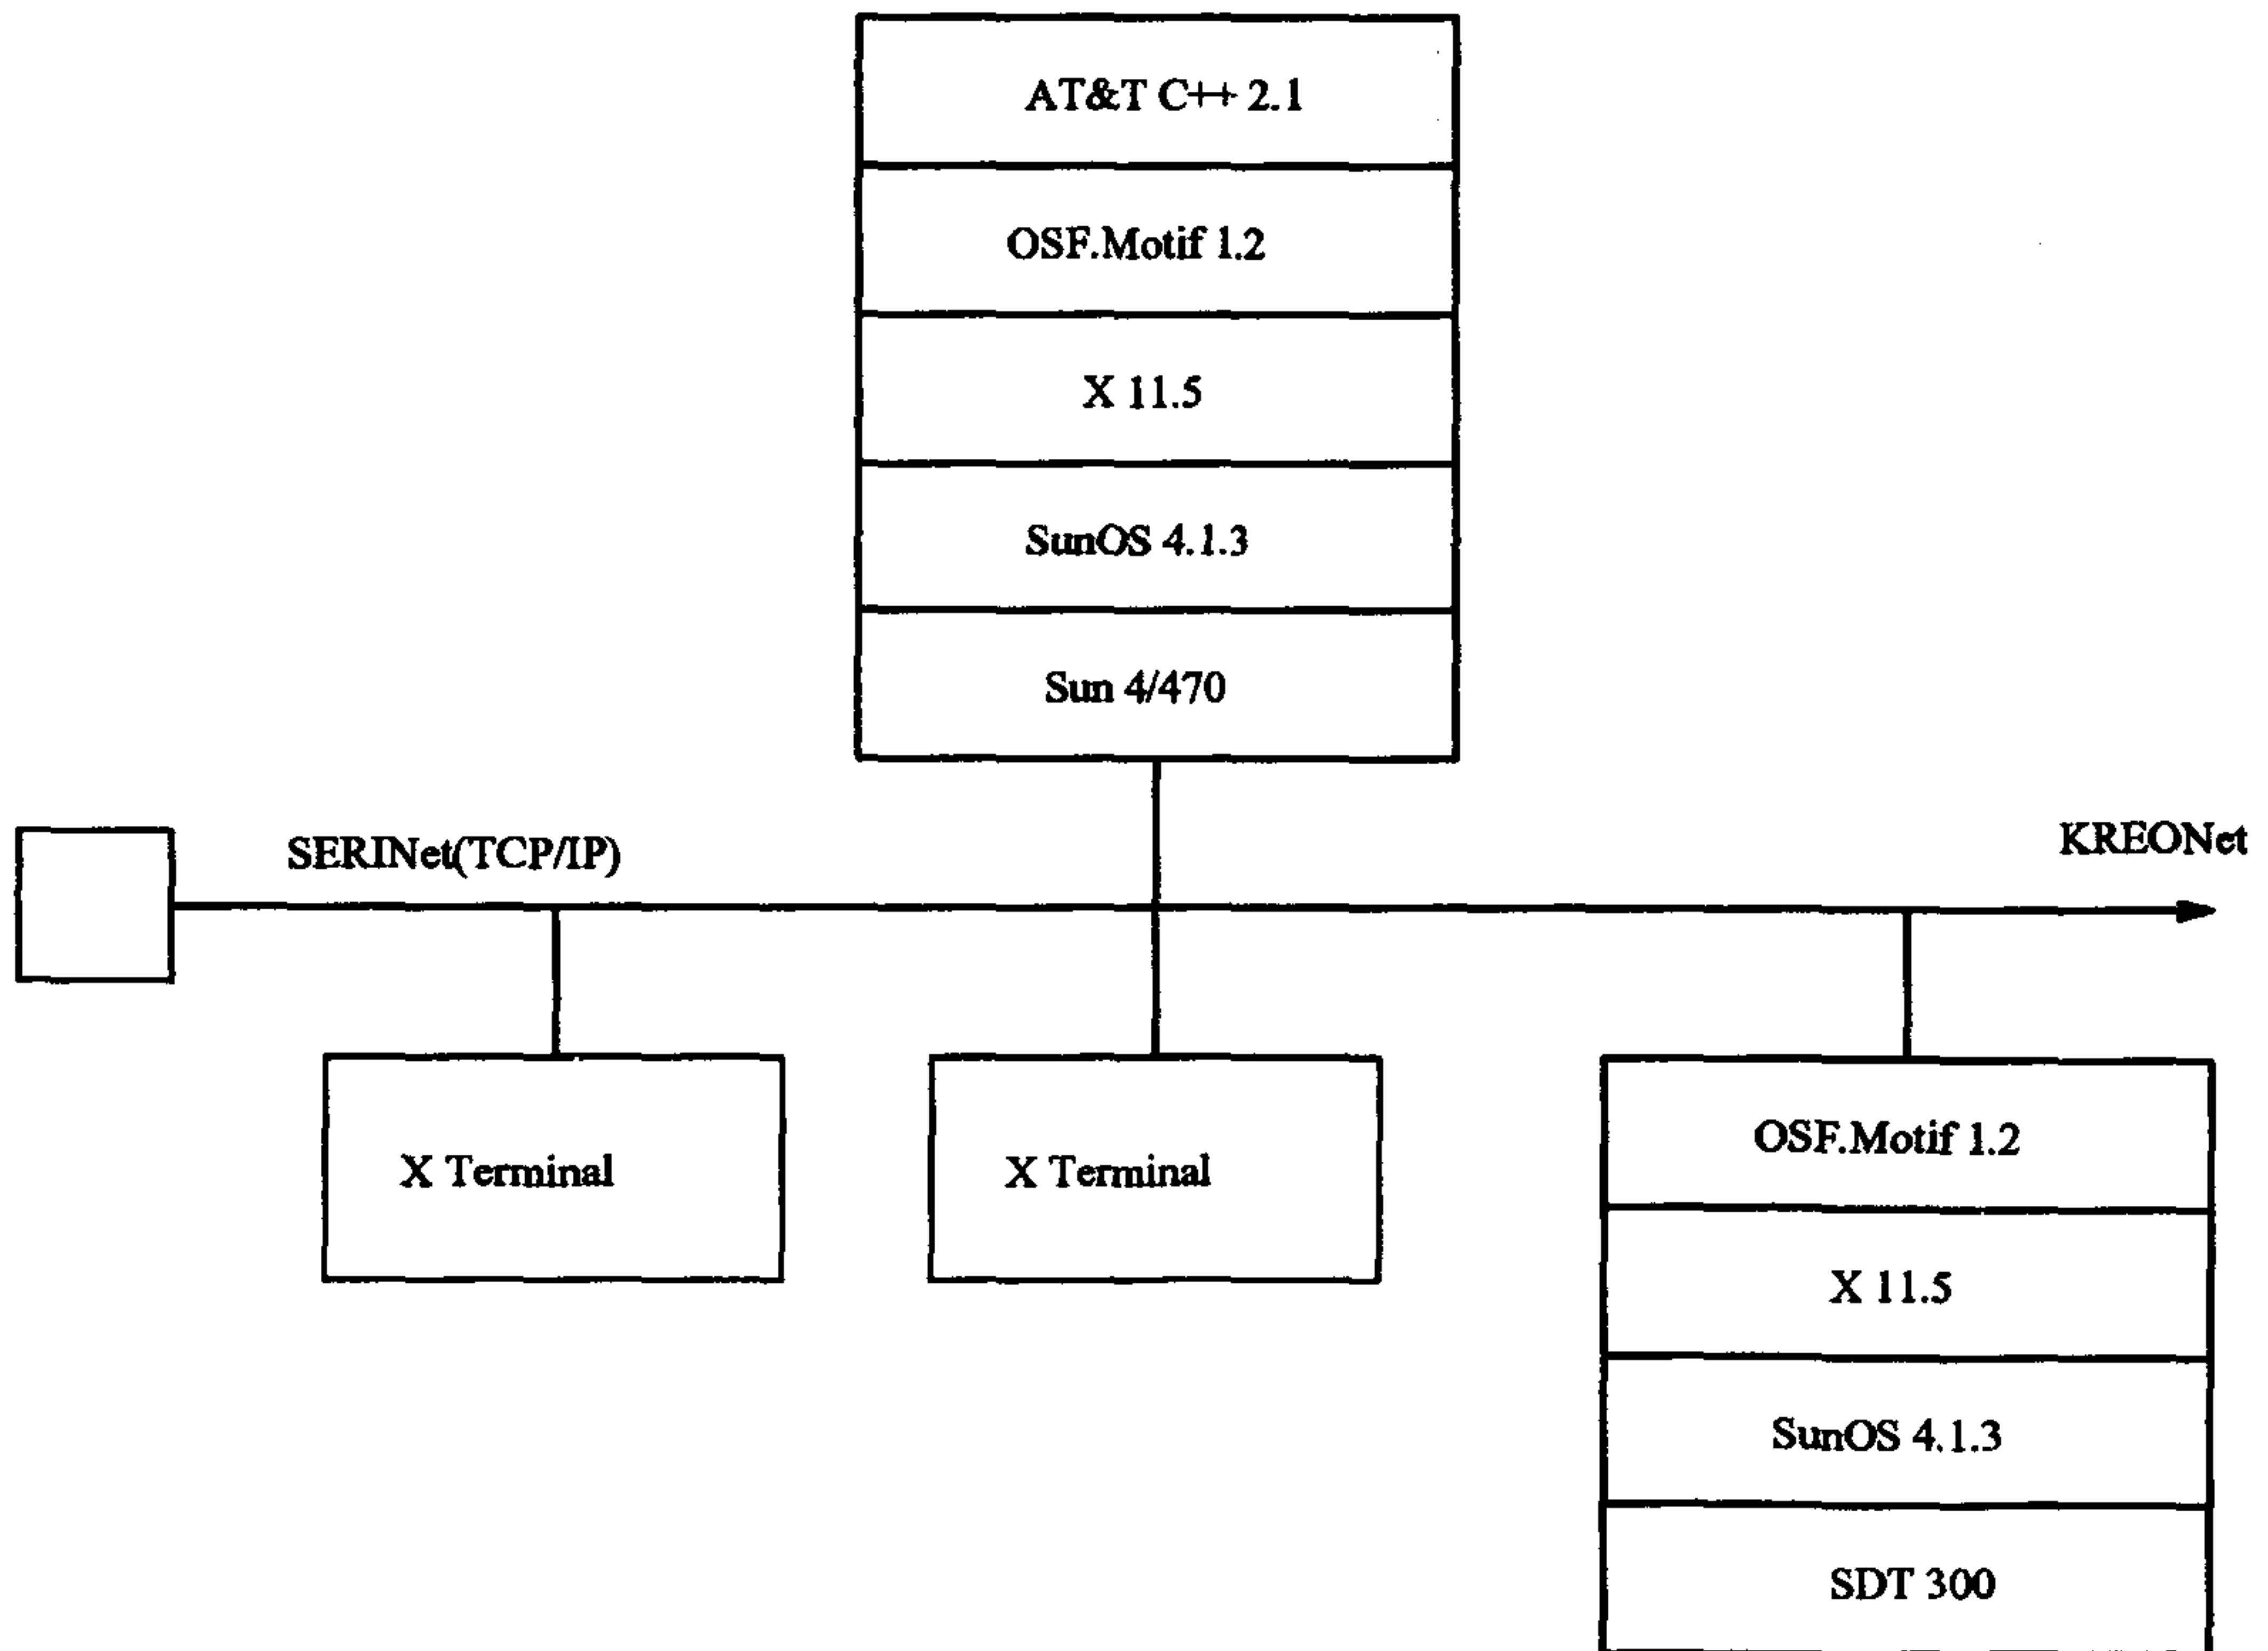 AT&T C++ 2.1
OSF.Motif 1.2
X 11.5
SunOS 4.1.3
Sun 4/470
SERINet(TCP/IP)
KREONet
X Terminal
X Terminal
OSF.Motif 1.2
X 11.5
SunOS 4.1.3
SDT 300